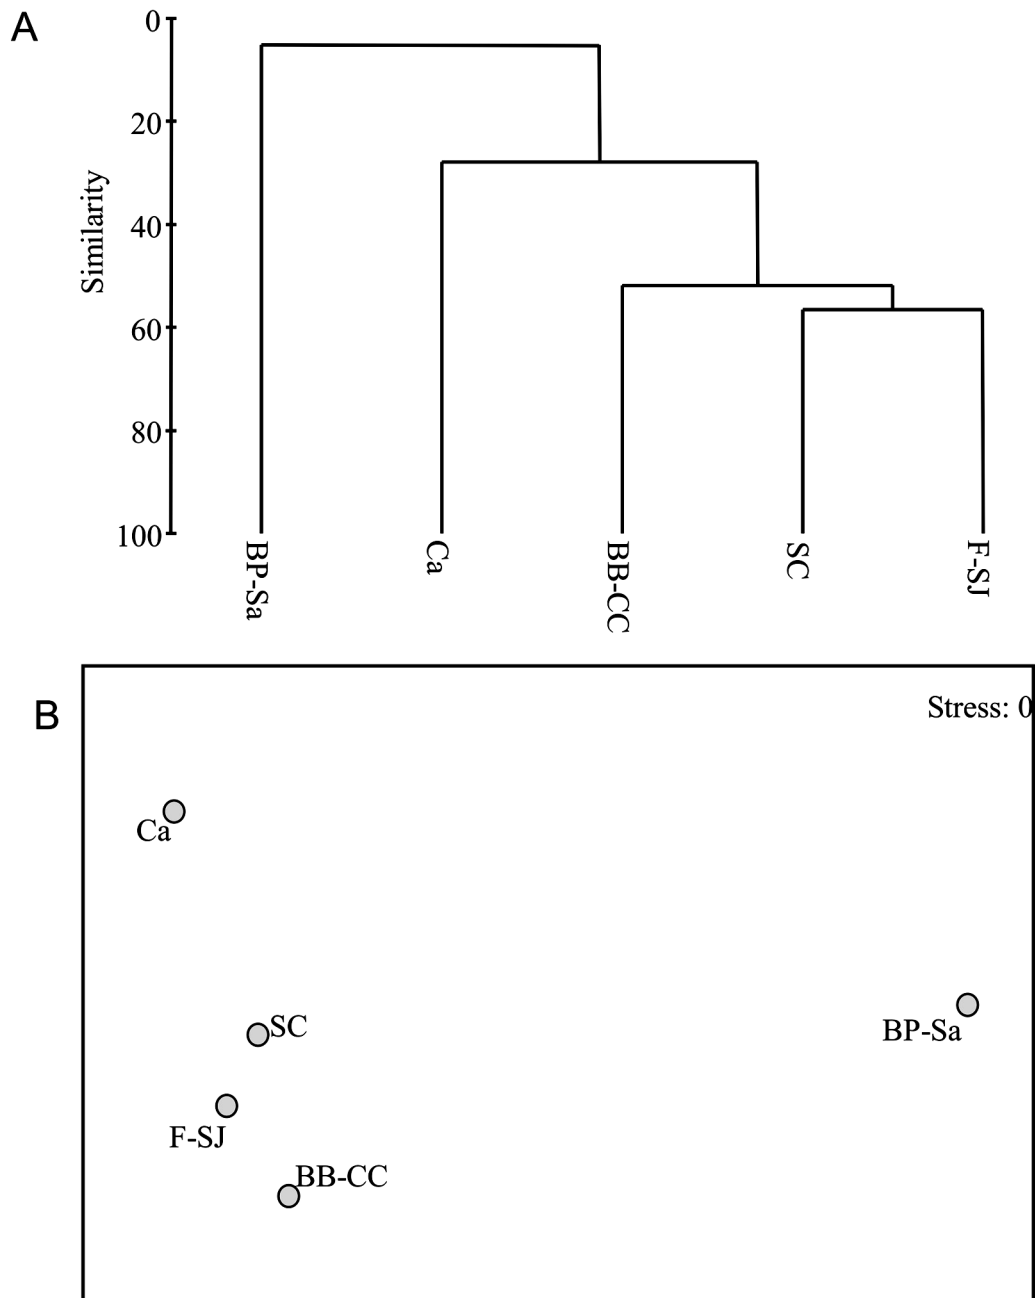 A
0
20
40
60
80
100
Similarity
BP-Sa
Ca
BB-CC
SC
F-SJ
B
Stress: 0
Ca
SC
BP-Sa
F-SJ
BB-CC